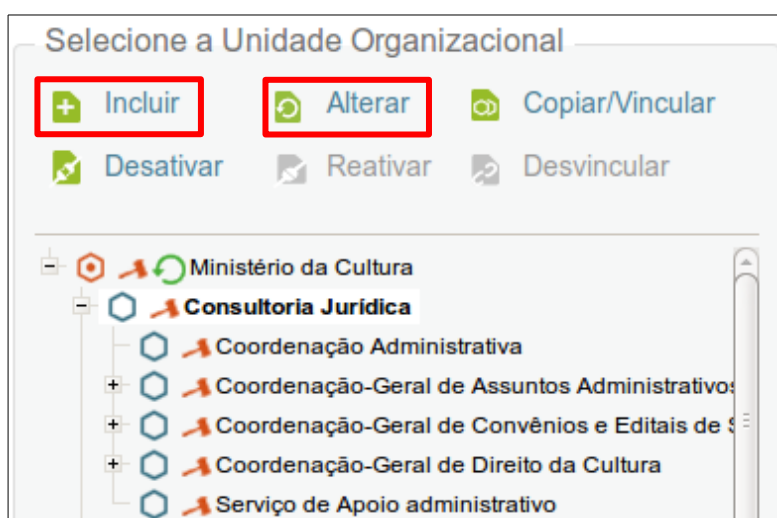 Selecione a Unidade Organizacional
Incluir Alterar Copiar/Vincular
Desativar Reativar Desvincular
Ministério da Cultura
Consultoria Jurídica
Coordenação Administrativa
Coordenação-Geral de Assuntos Administrativos
Coordenação-Geral de Convênios e Editais de
Coordenação-Geral de Direito da Cultura
Serviço de Apoio administrativo